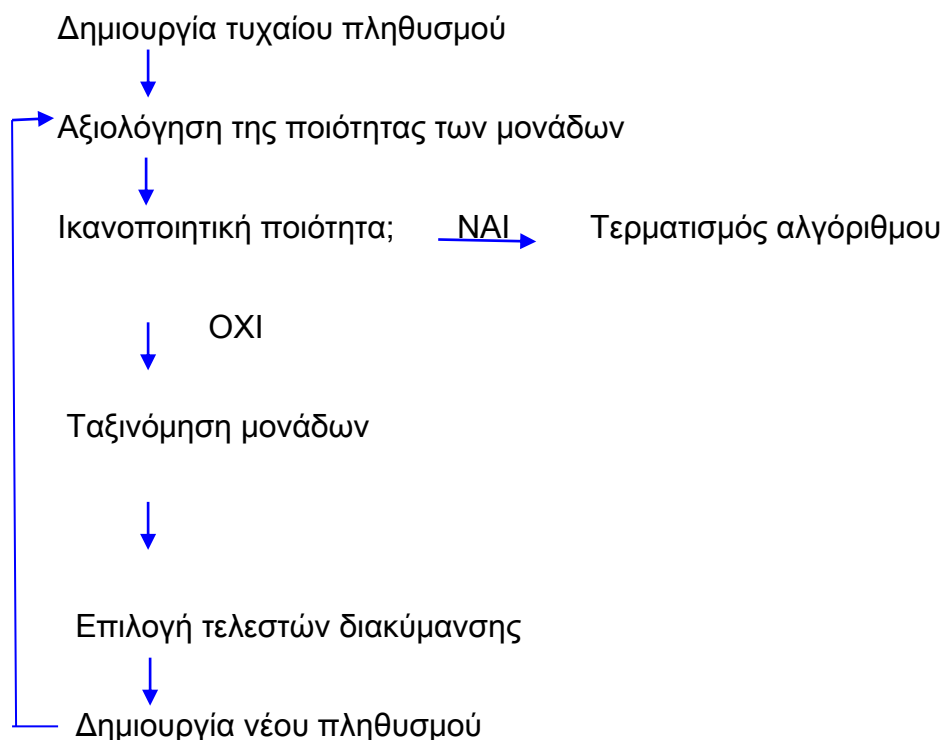 Δημιουργία τυχαίου πληθυσμού
Αξιολόγηση της ποιότητας των μονάδων
Ικανοποιητική ποιότητα; ΝΑΙ Τερματισμός αλγόριθμου
ΟΧΙ
Ταξινόμηση μονάδων
Επιλογή τελεστών διακύμανσης
Δημιουργία νέου πληθυσμού